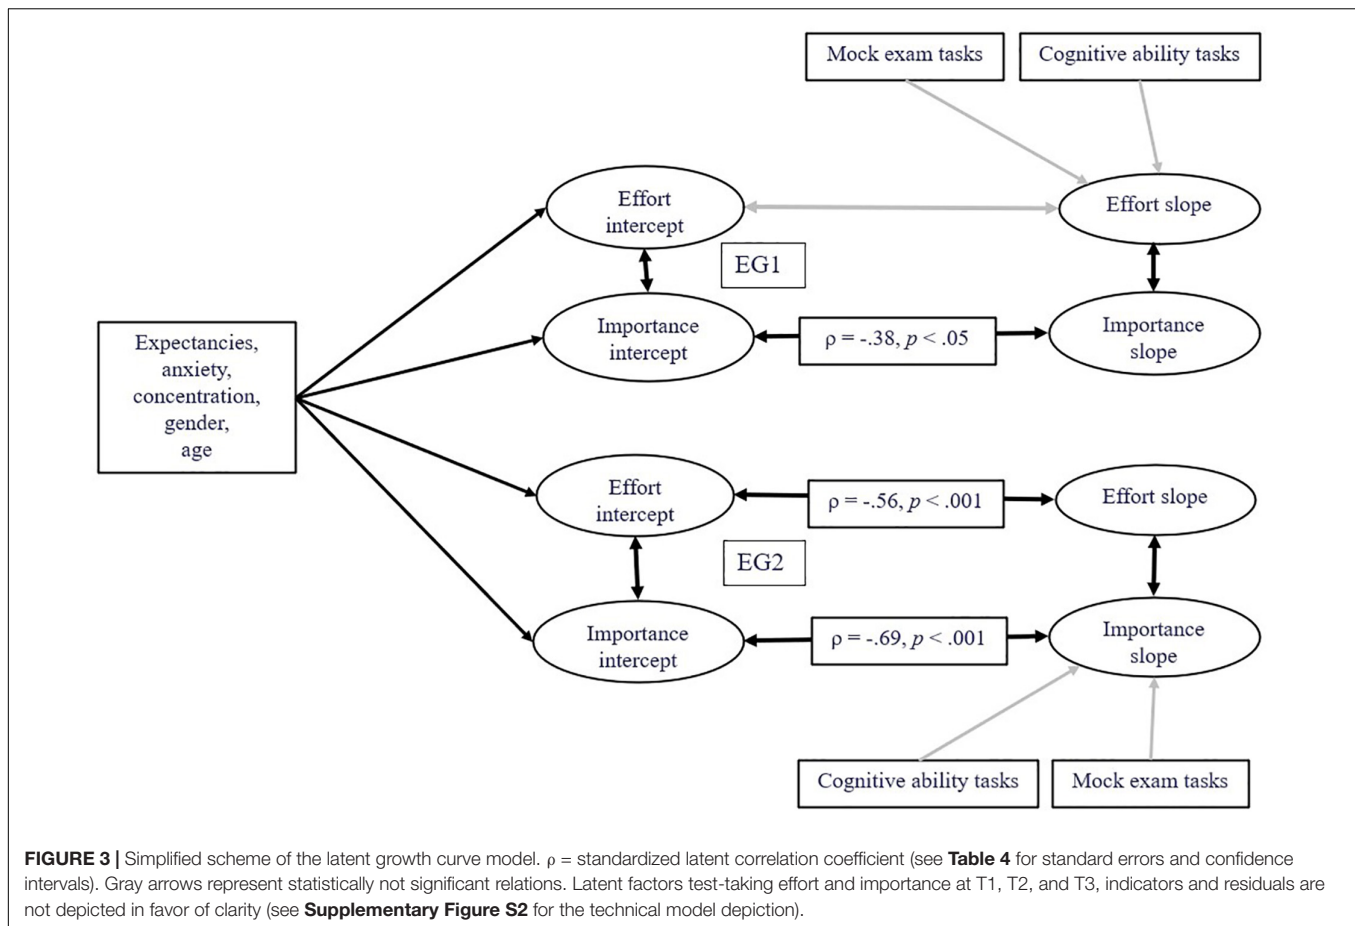 Mock exam tasks
Cognitive ability tasks
Effort
intercept
Effort slope
EG1
Importance
intercept
ρ = -.38, p < .05
Importance
slope
Expectancies,
anxiety,
concentration,
gender,
age
Effort
intercept
ρ = -.56, p < .001
Effort slope
EG2
Importance
intercept
ρ = -.69, p < .001
Importance
slope
Cognitive ability tasks
Mock exam tasks
FIGURE 3 | Simplified scheme of the latent growth curve model. ρ = standardized latent correlation coefficient (see Table 4 for standard errors and confidence
intervals). Gray arrows represent statistically not significant relations. Latent factors test-taking effort and importance at T1, T2, and T3, indicators and residuals are
not depicted in favor of clarity (see Supplementary Figure S2 for the technical model depiction).